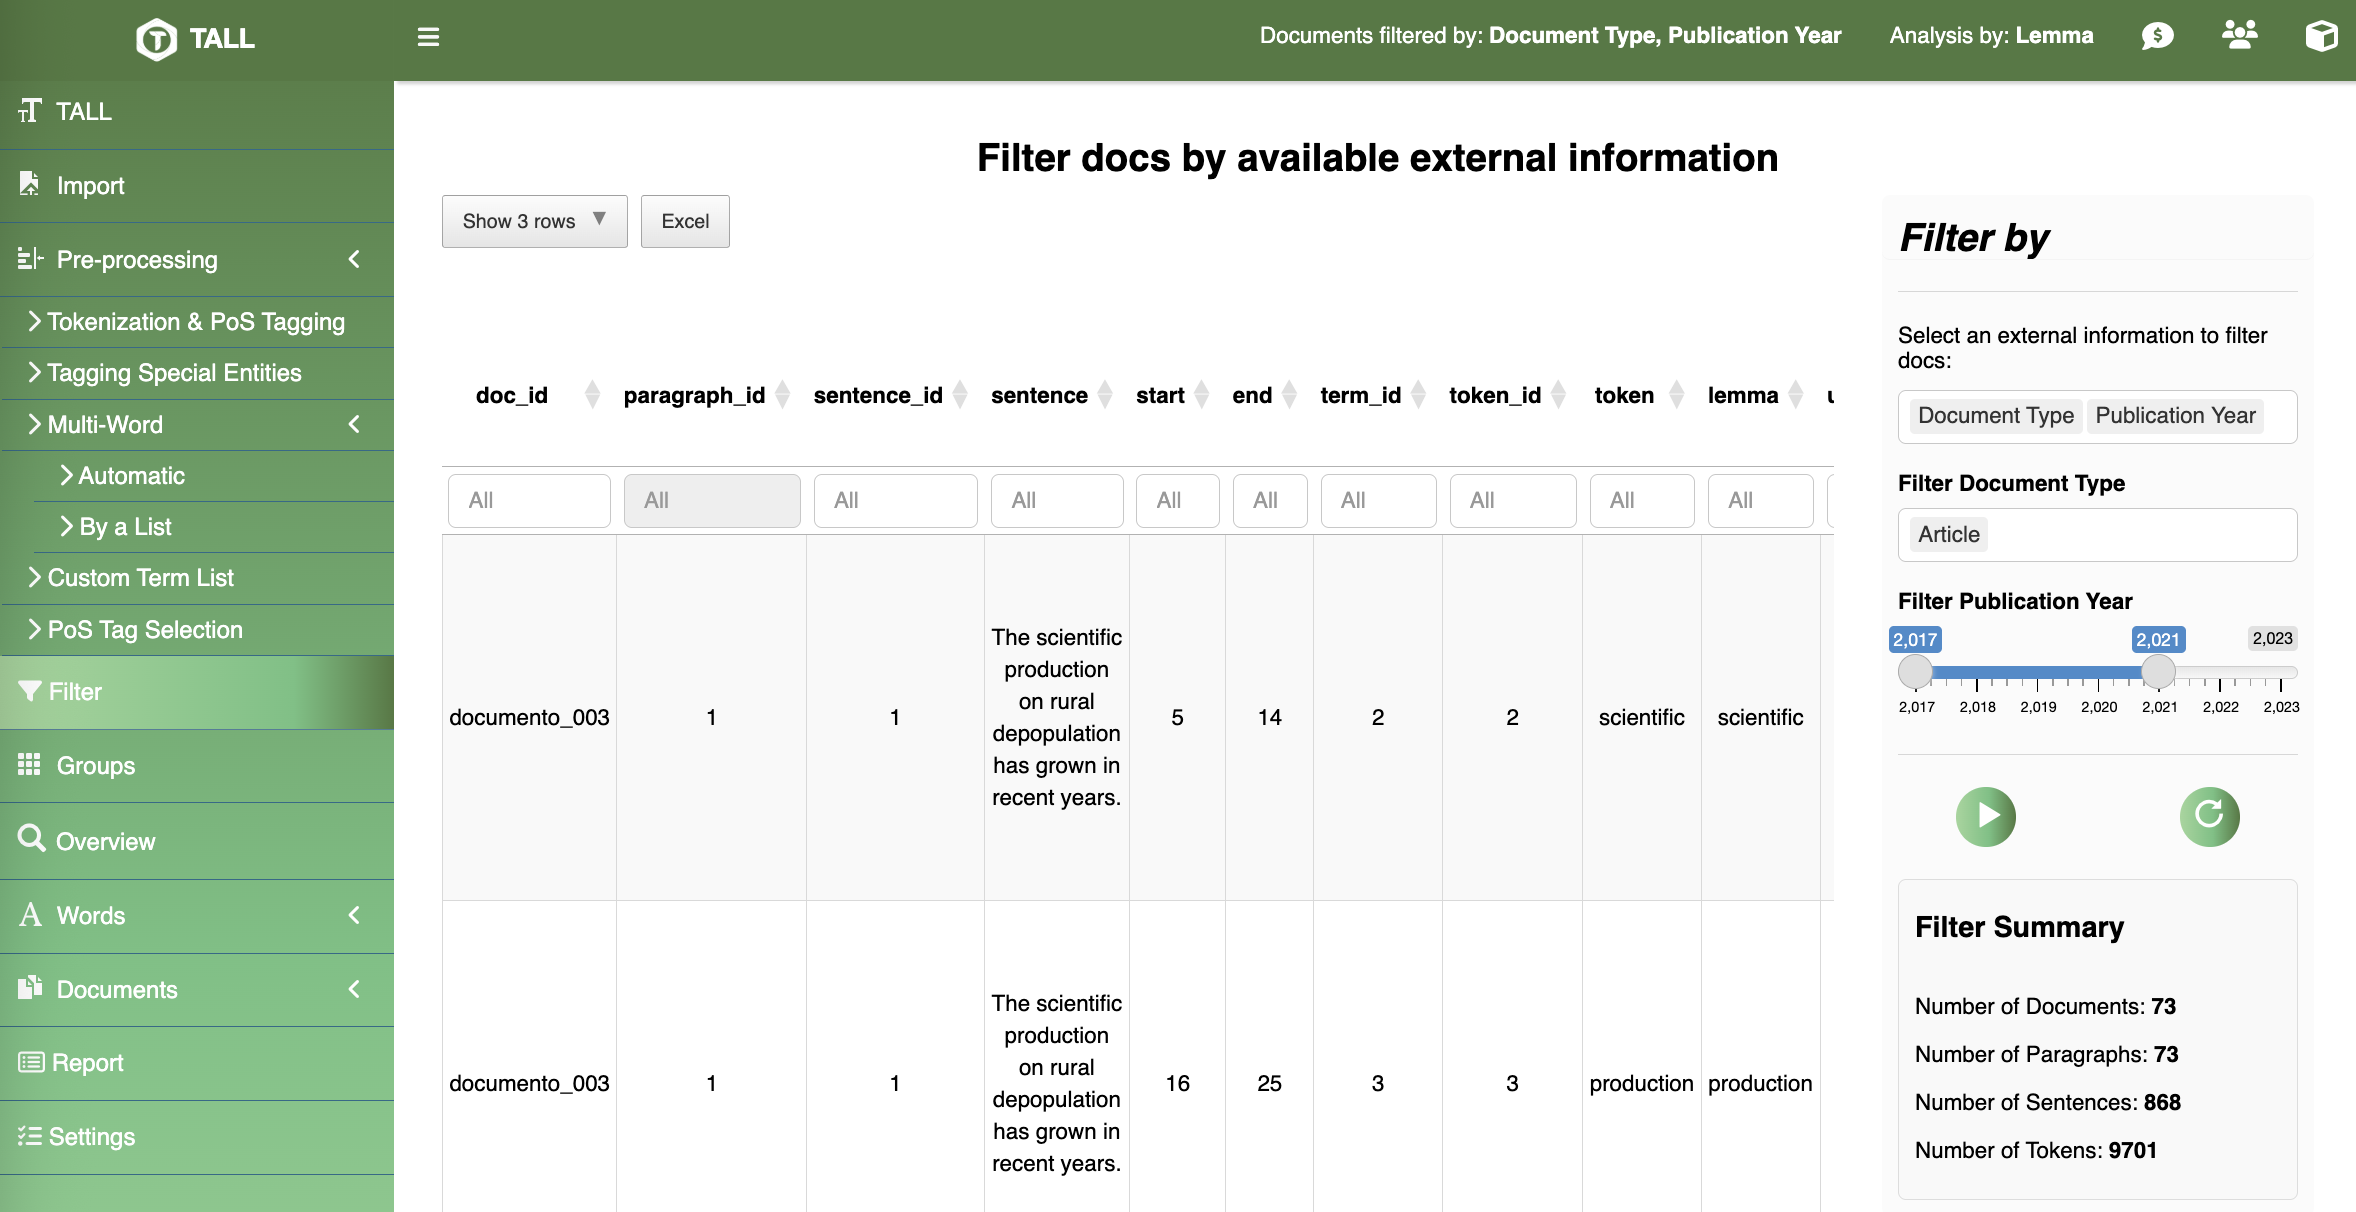 TALL
Documents filtered by: Document Type, Publication Year
Analysis by: Lemma
TALL
Import
Pre-processing
Tokenization & PoS Tagging
Tagging Special Entities
Multi-Word
Automatic
By a List
Custom Term List
PoS Tag Selection
Filter
Groups
Overview
Words
Documents
Report
Settings
Filter docs by available external information
Show 3 rows ▼ Excel
doc_id paragraph_id sentence_id sentence start end term_id token_id token lemma
All All All All All All All All All All
documento_003 1 1
The scientific
production
on rural
depopulation
has grown in
recent years.
5 14 2 2 scientific scientific
documento_003 1 1
The scientific
production
on rural
depopulation
has grown in
recent years.
16 25 3 3 production production
Filter by
Select an external information to filter
docs:
Document Type Publication Year
Filter Document Type
Article
Filter Publication Year
2,017 2,021 2,023
2,017 2,018 2,019 2,020 2,021 2,022 2,023
Filter Summary
Number of Documents: 73
Number of Paragraphs: 73
Number of Sentences: 868
Number of Tokens: 9701